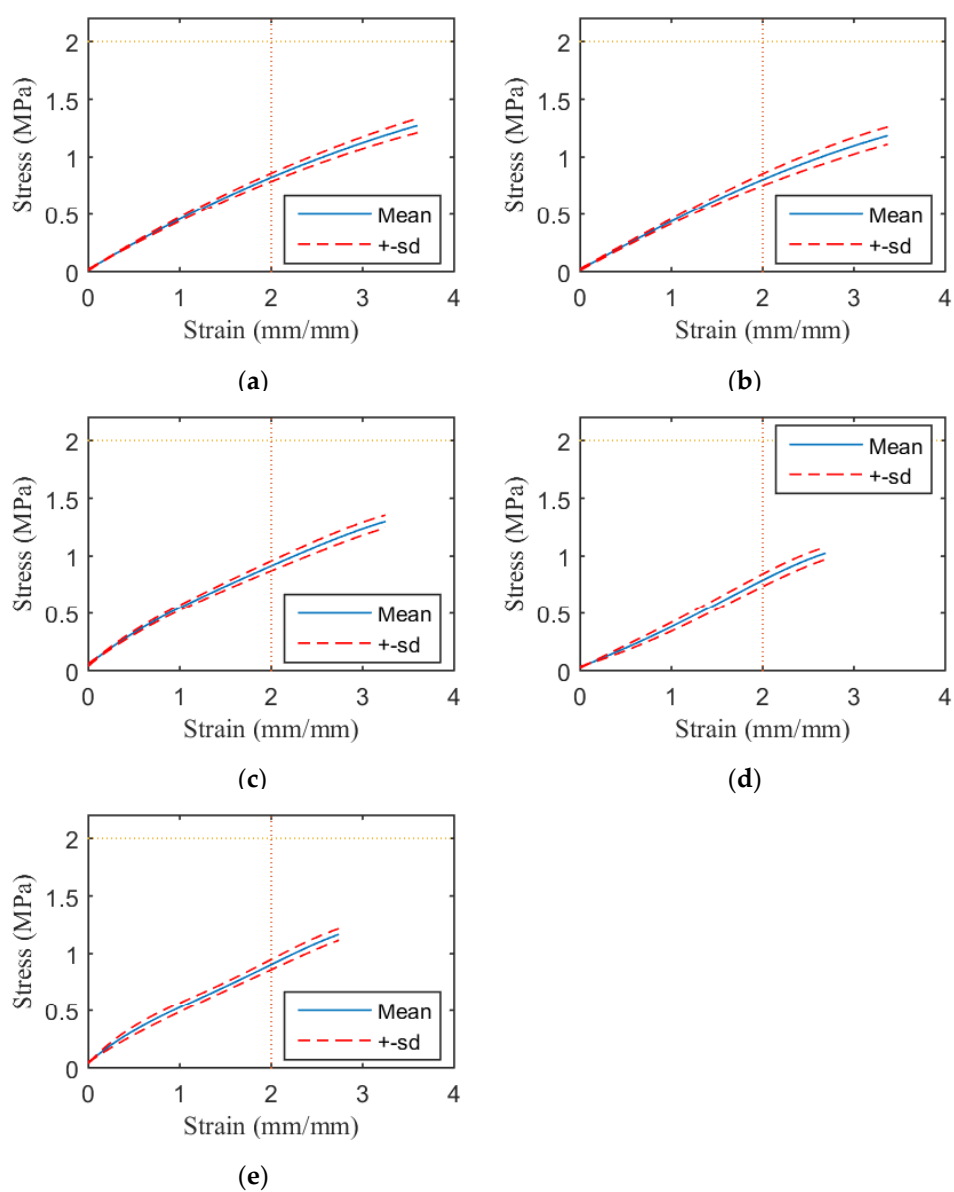 2
1.5
1
0.5
0
Stress (MPa)
Mean
+-sd
0 1 2 3 4
Strain (mm/mm)
(a)
2
1.5
1
0.5
0
Stress (MPa)
Mean
+-sd
0 1 2 3 4
Strain (mm/mm)
(b)
2
1.5
1
0.5
0
Stress (MPa)
Mean
+-sd
0 1 2 3 4
Strain (mm/mm)
(c)
2
1.5
1
0.5
0
Stress (MPa)
Mean
+-sd
0 1 2 3 4
Strain (mm/mm)
(d)
2
1.5
1
0.5
0
Stress (MPa)
Mean
+-sd
0 1 2 3 4
Strain (mm/mm)
(e)